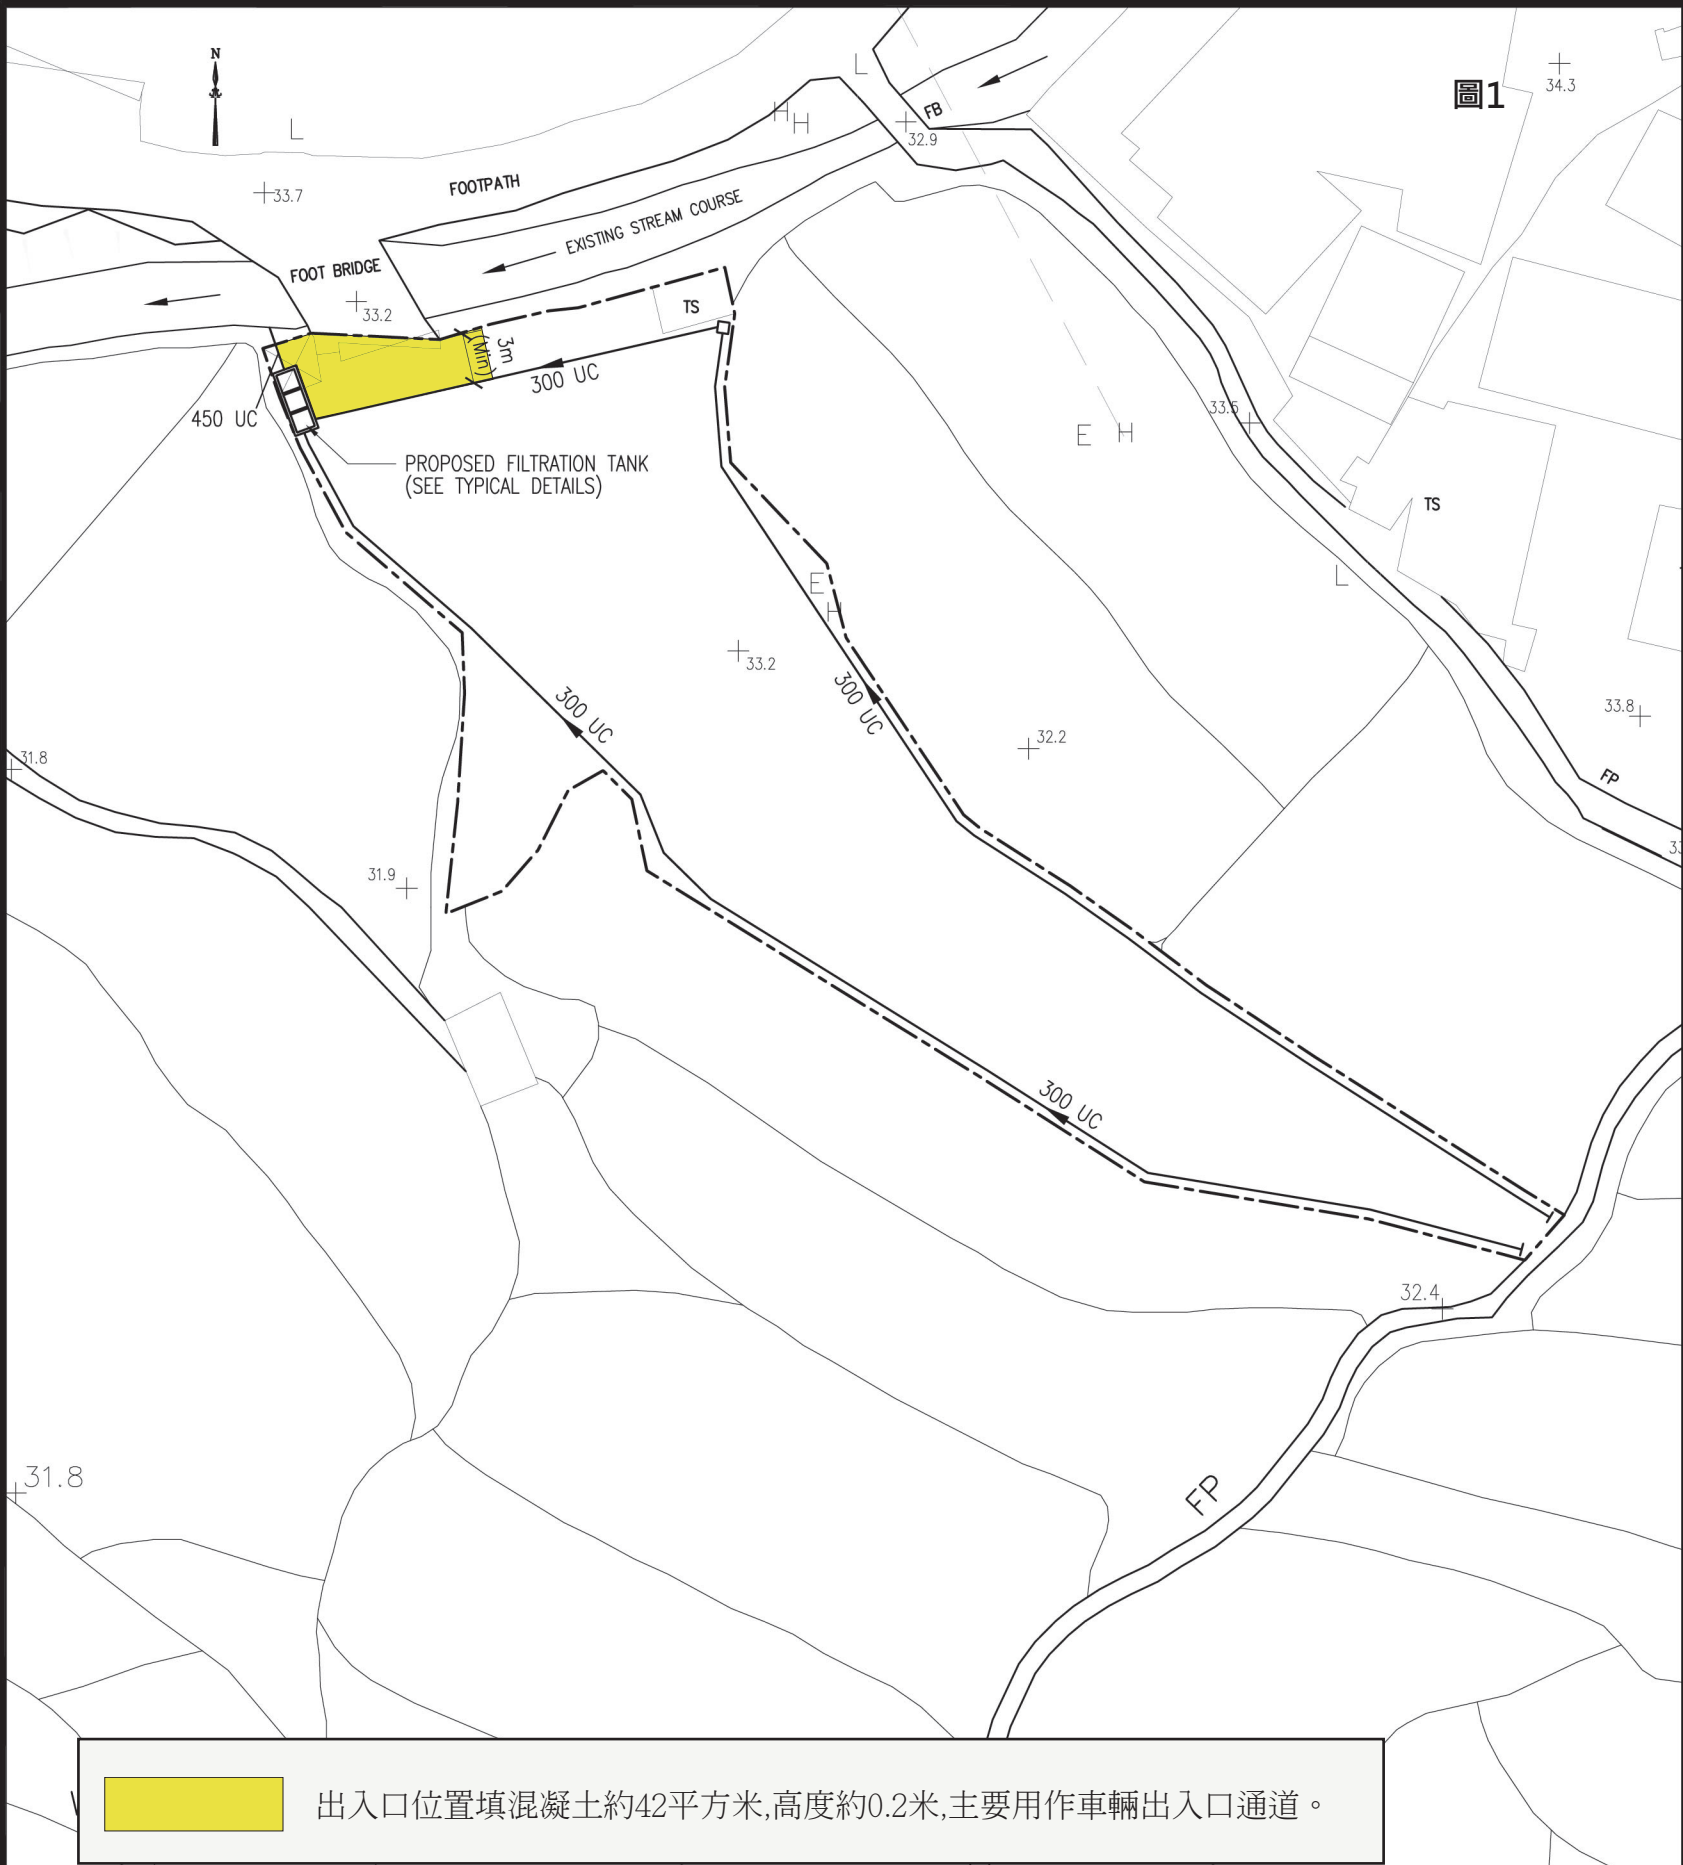 圖1
34.3
N
L
L
H
H
FB
32.9
33.7
FOOTPATH
EXISTING STREAM COURSE
FOOT BRIDGE
33.2
TS
3m
(Min)
300 UC
450 UC
PROPOSED FILTRATION TANK
(SEE TYPICAL DETAILS)
33.5
E H
TS
L
E
H
33.2
300 UC
300 UC
32.2
33.8
FP
31.8
31.9
300 UC
32.4
31.8
FP
出入口位置填混凝土約42平方米,高度約0.2米,主要用作車輛出入口通道。